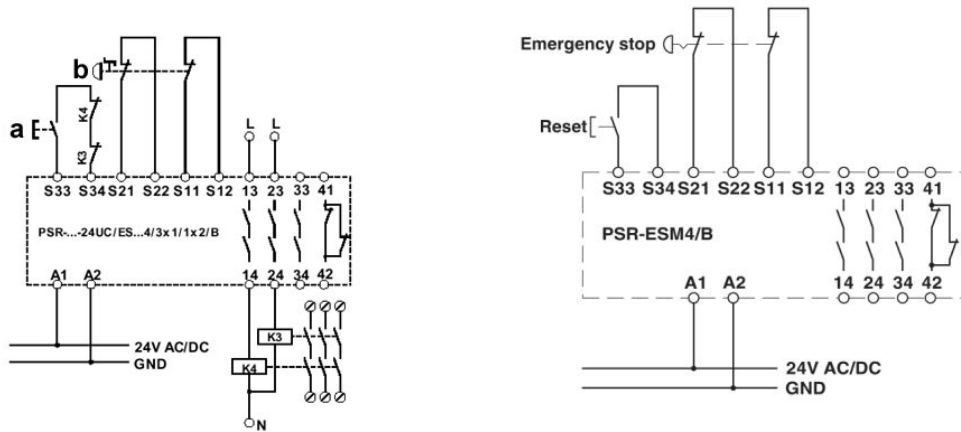 b
a
K4
K3
L L
S33 S34 S21 S22 S11 S12 13 23 33 41
PSR-...-24UC/ES...4/3x1/1x2/B
A1 A2 14 24 34 42
K3
K4
24V AC/DC
GND
N
Emergency stop
Reset
S33 S34 S21 S22 S11 S12 13 23 33 41
PSR-ESM4/B
A1 A2 14 24 34 42
24V AC/DC
GND